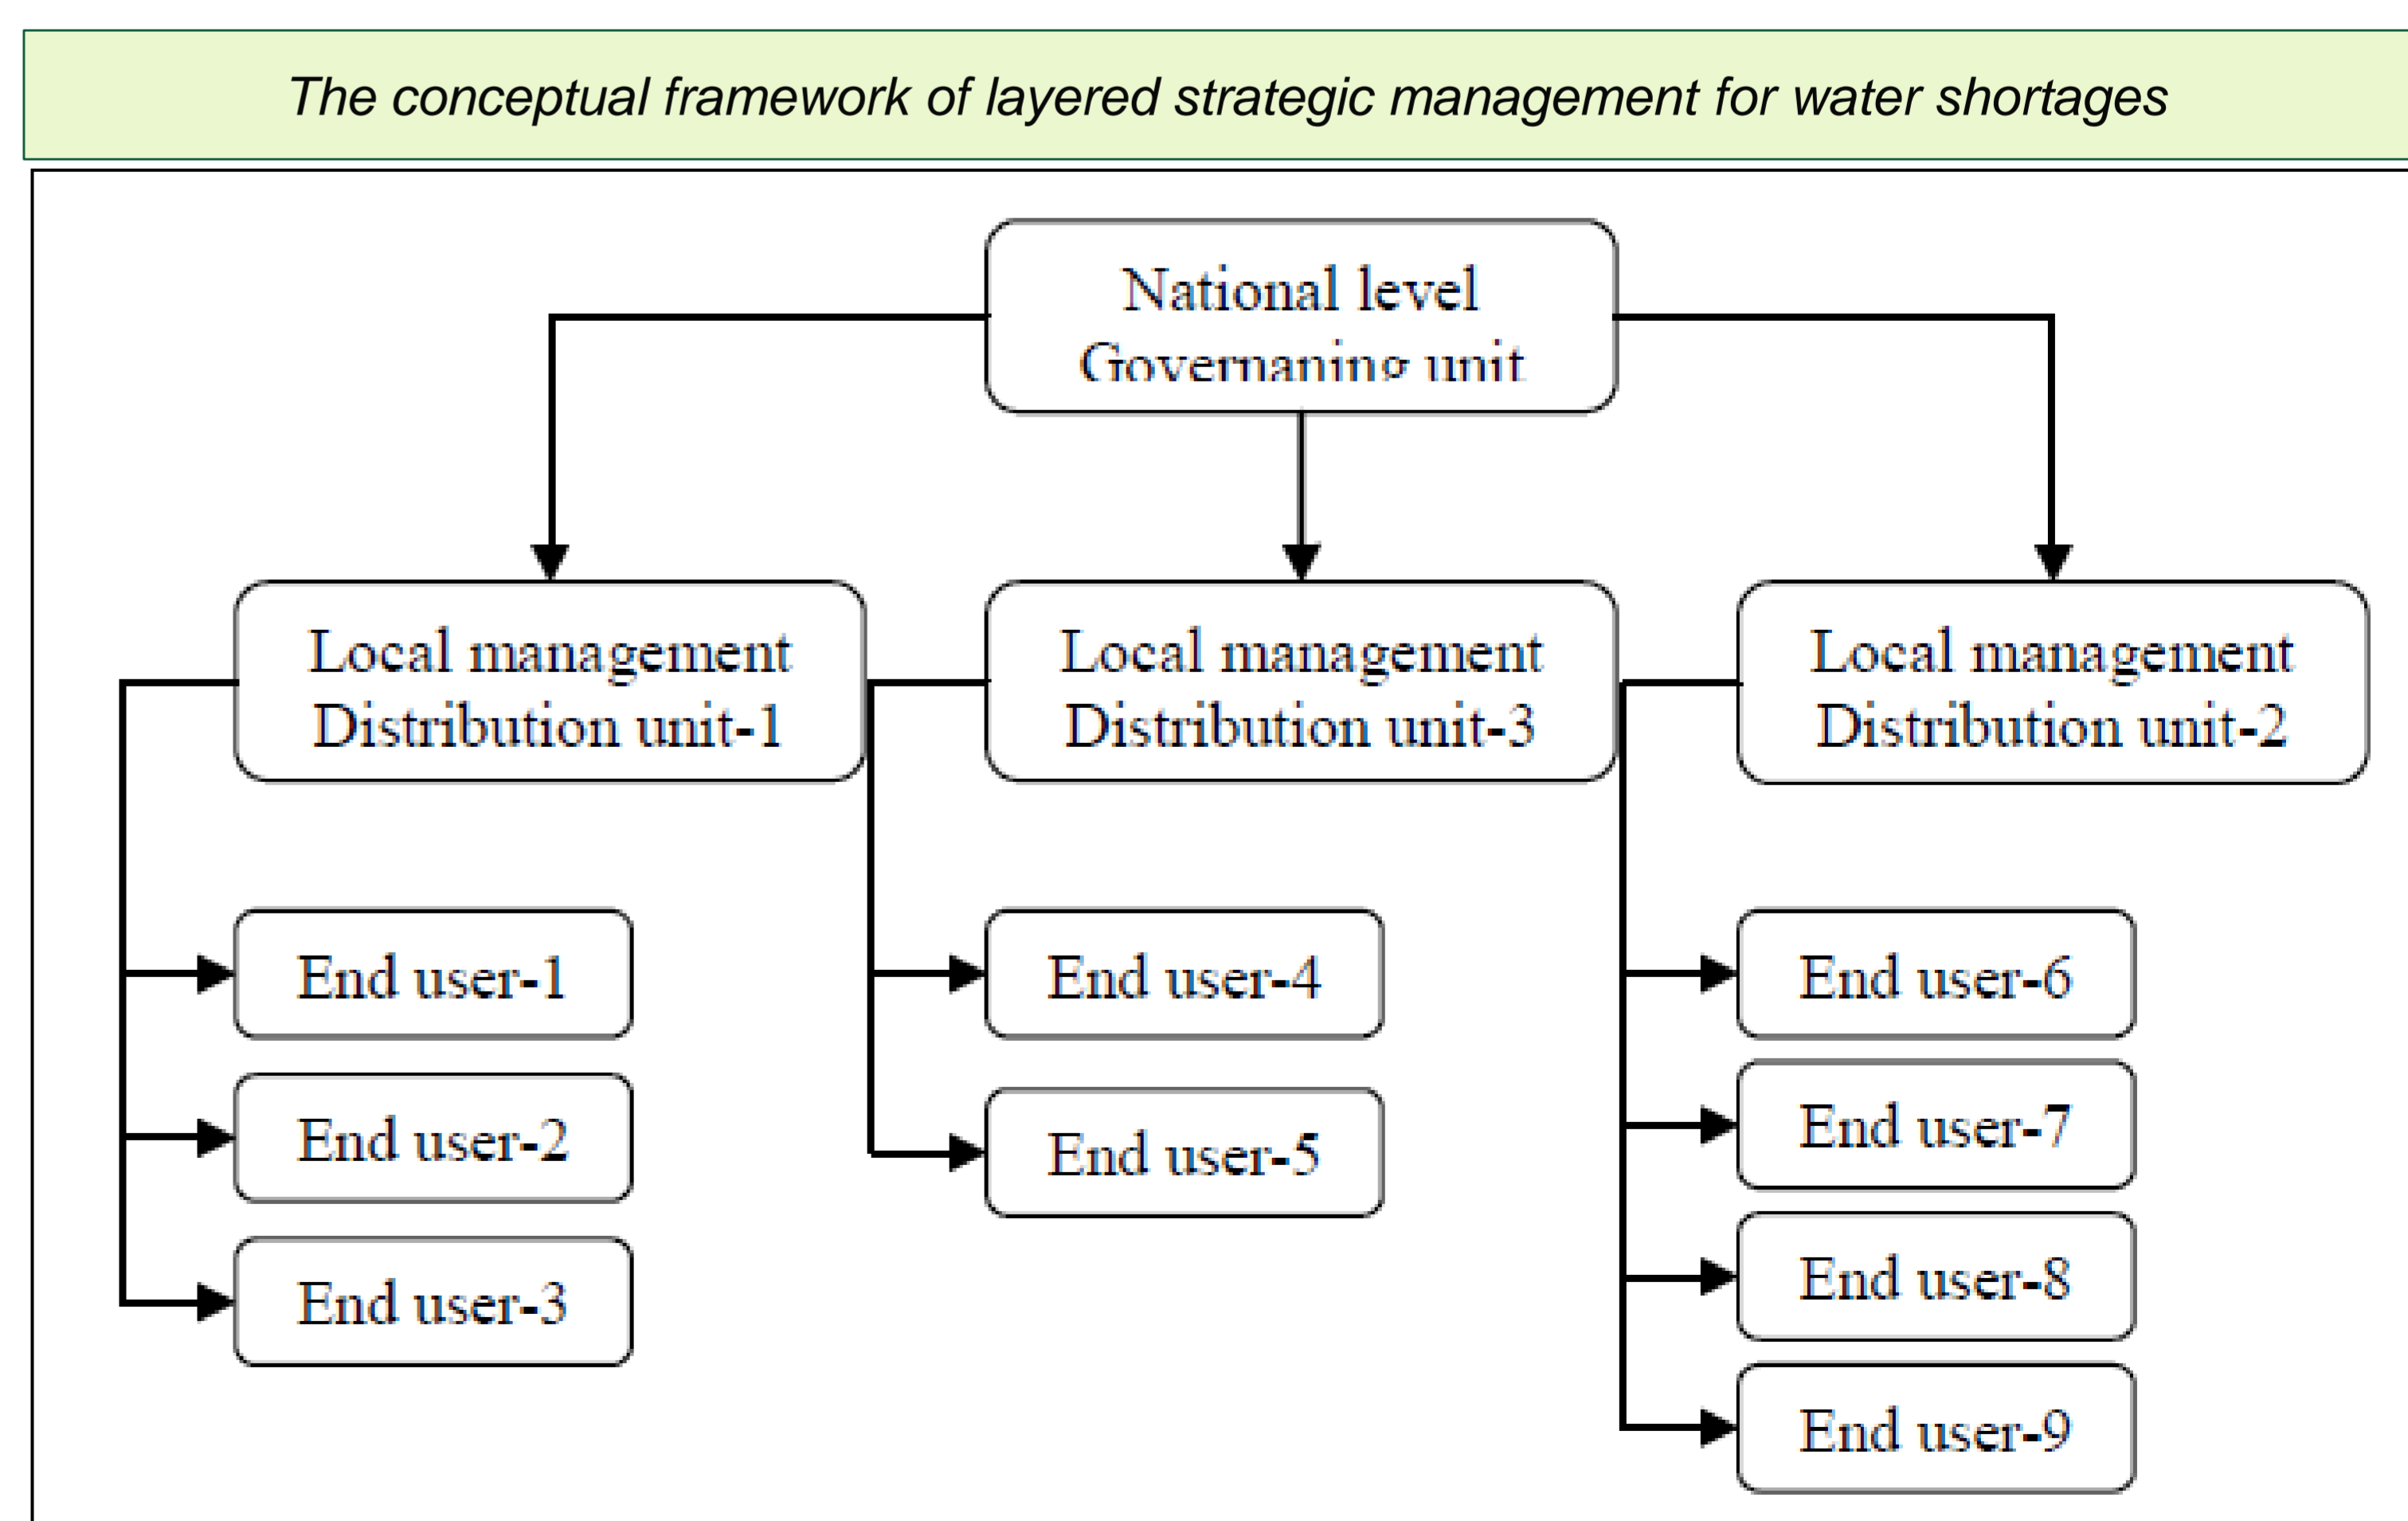 The conceptual framework of layered strategic management for water shortages
National level
Governaning unit
Local management
Distribution unit-1
Local management
Distribution unit-3
Local management
Distribution unit-2
End user-1
End user-2
End user-3
End user-4
End user-5
End user-6
End user-7
End user-8
End user-9